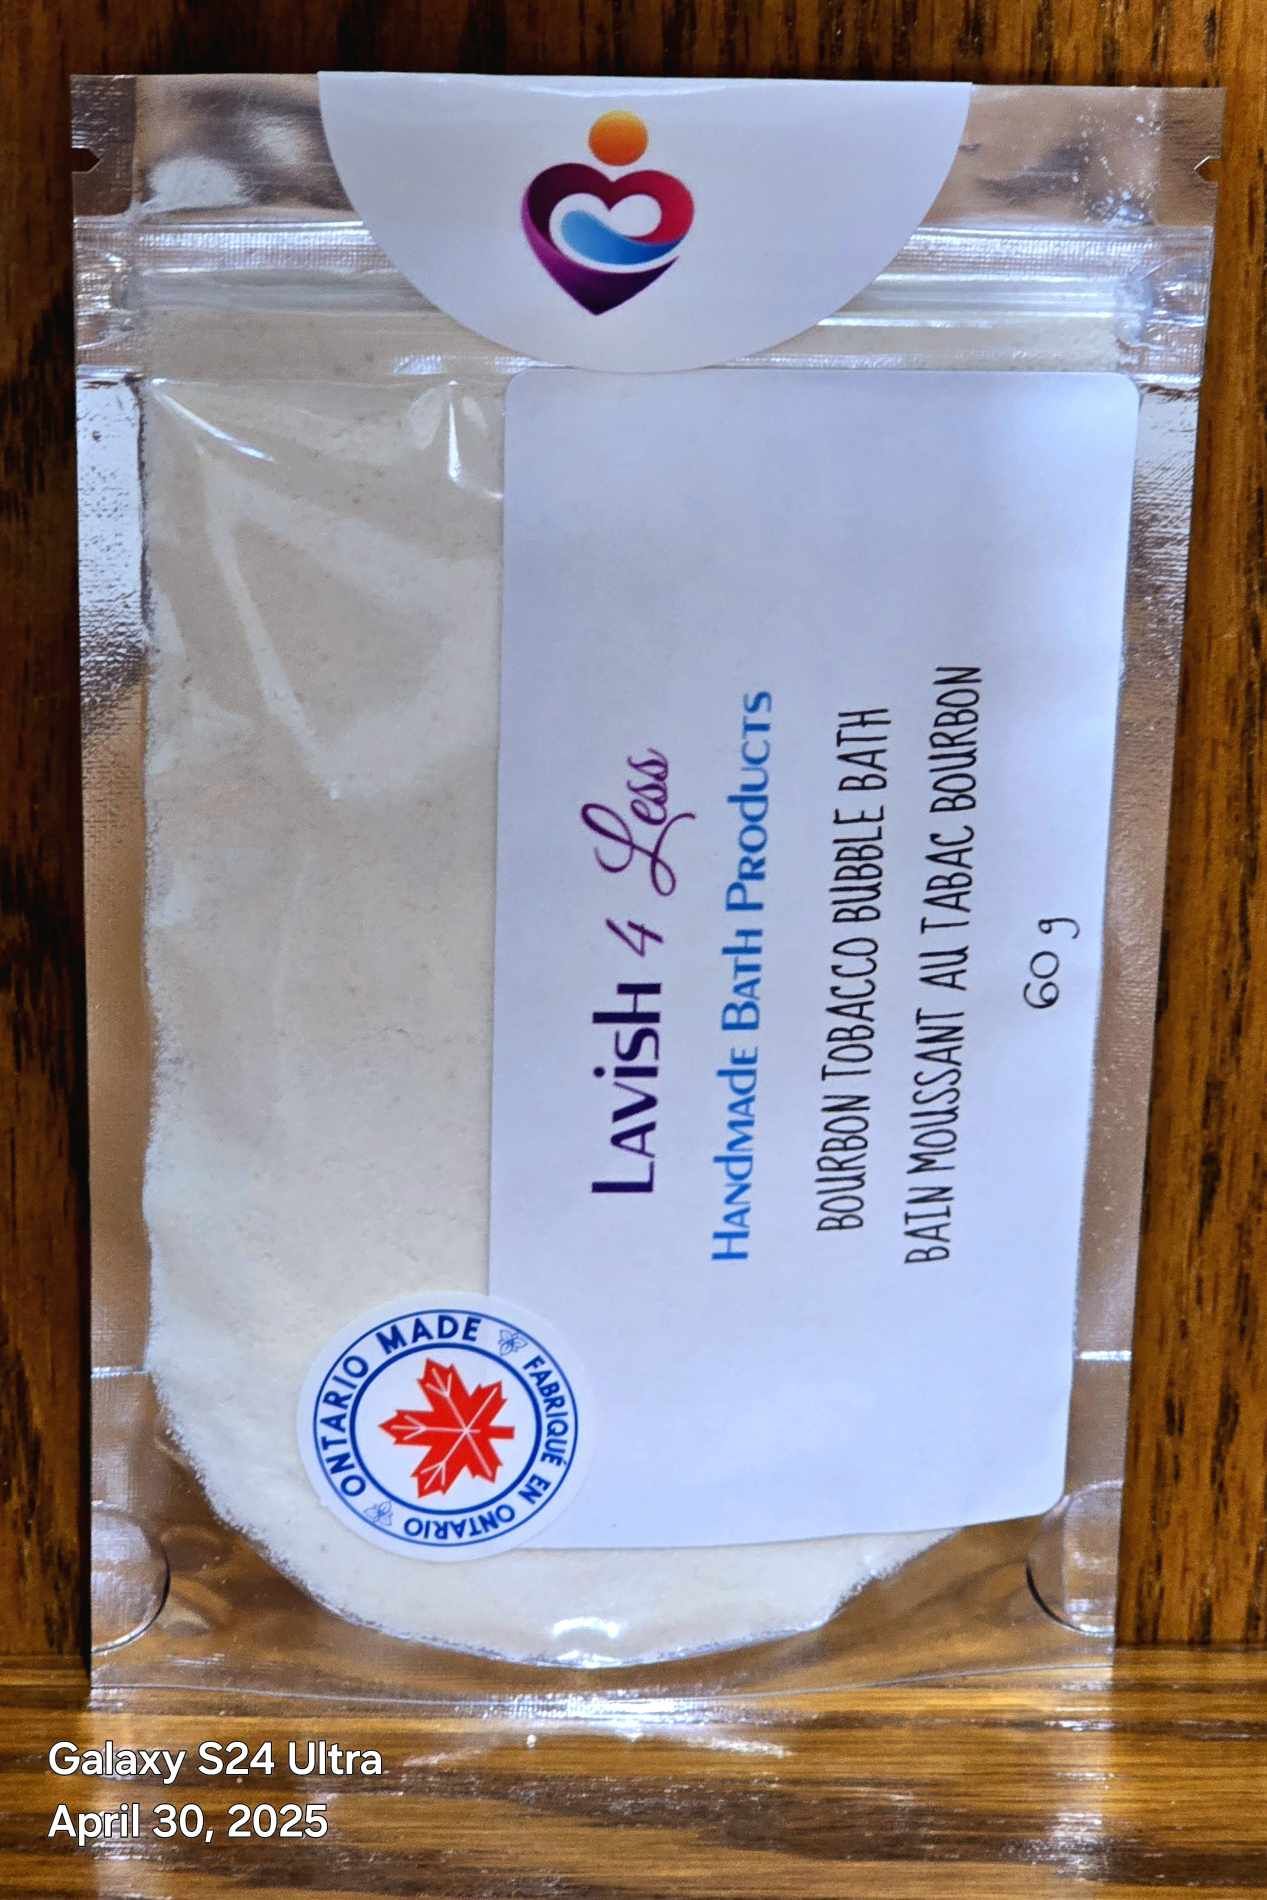 Lavish 4 Less
Handmade Bath Products
BOURBON TOBACCO BUBBLE BATH
BAIN MOUSSANT AU TABAC BOURBON
60 g
ONTARIO MADE
FABRIQUÉ EN ONTARIO
Galaxy S24 Ultra
April 30, 2025